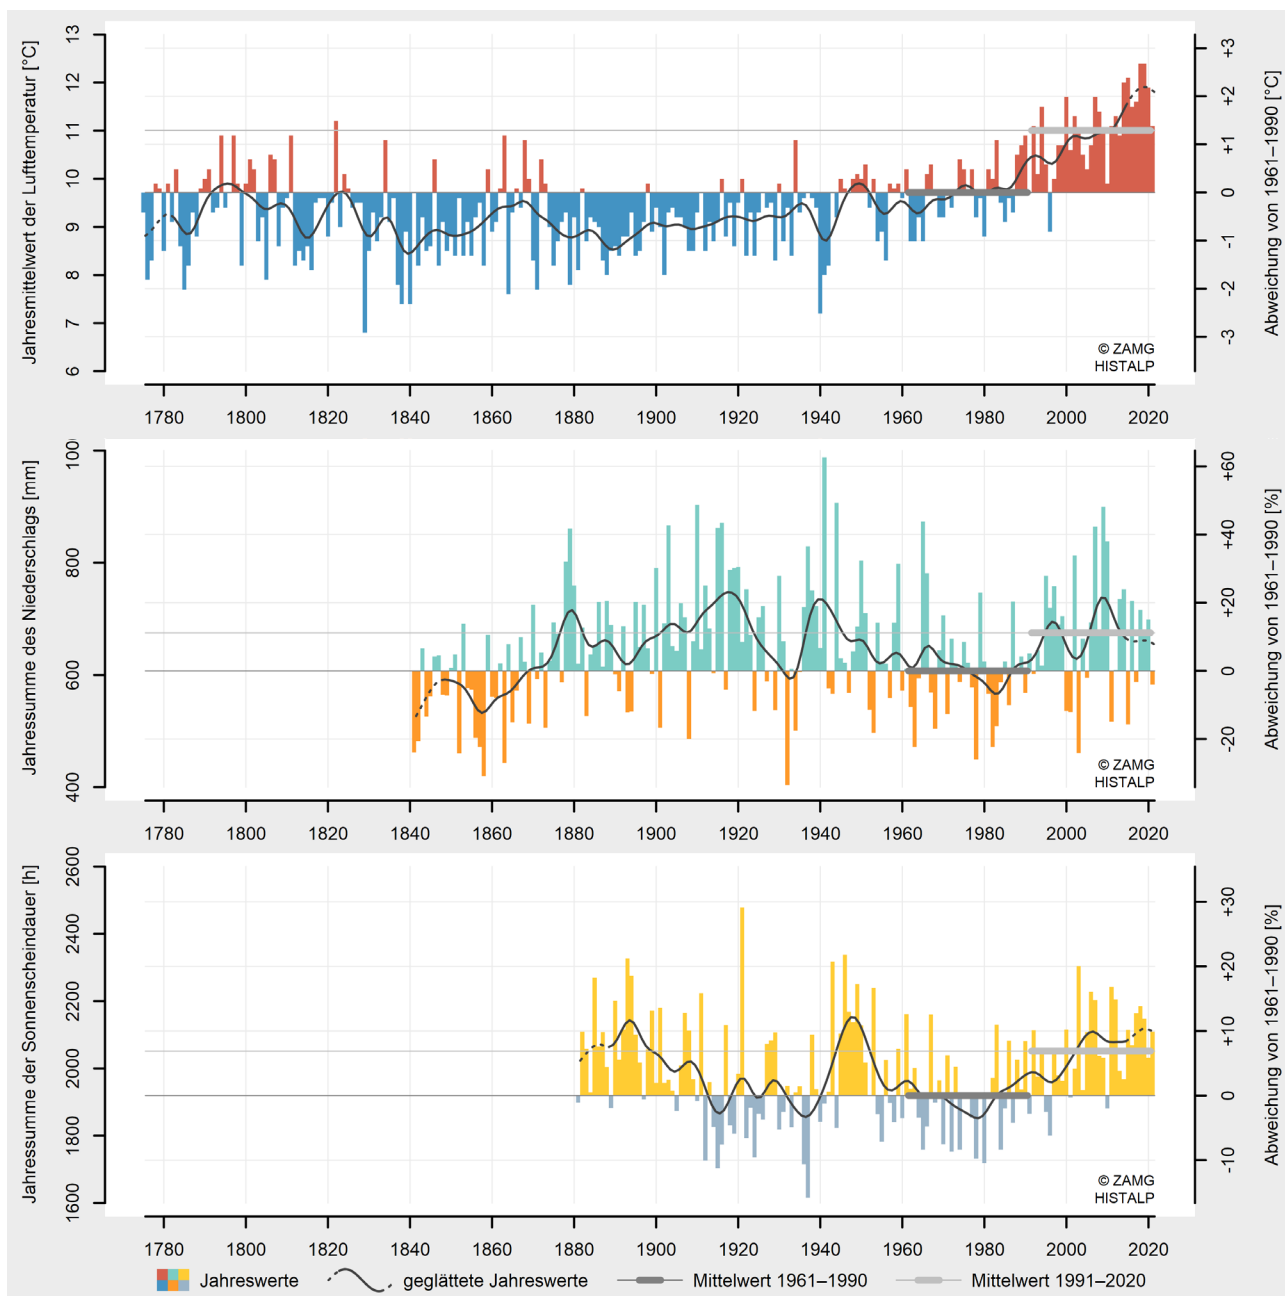 Jahresmittelwert der Lufttemperatur [°C]
13
12
11
10
9
8
7
6
+3
+2
+1
0
-1
-2
-3
Abweichung von 1961–1990 [°C]
© ZAMG
HISTALP
1780 1800 1820 1840 1860 1880 1900 1920 1940 1960 1980 2000 2020
Jahressumme des Niederschlags [mm]
100
800
600
400
+60
+40
+20
0
-20
Abweichung von 1961–1990 [%]
© ZAMG
HISTALP
1780 1800 1820 1840 1860 1880 1900 1920 1940 1960 1980 2000 2020
Jahressumme der Sonnenscheindauer [h]
2600
2400
2200
2000
1800
1600
+30
+20
+10
0
-10
Abweichung von 1961–1990 [%]
© ZAMG
HISTALP
1780 1800 1820 1840 1860 1880 1900 1920 1940 1960 1980 2000 2020
Jahreswerte geglättete Jahreswerte Mittelwert 1961–1990 Mittelwert 1991–2020